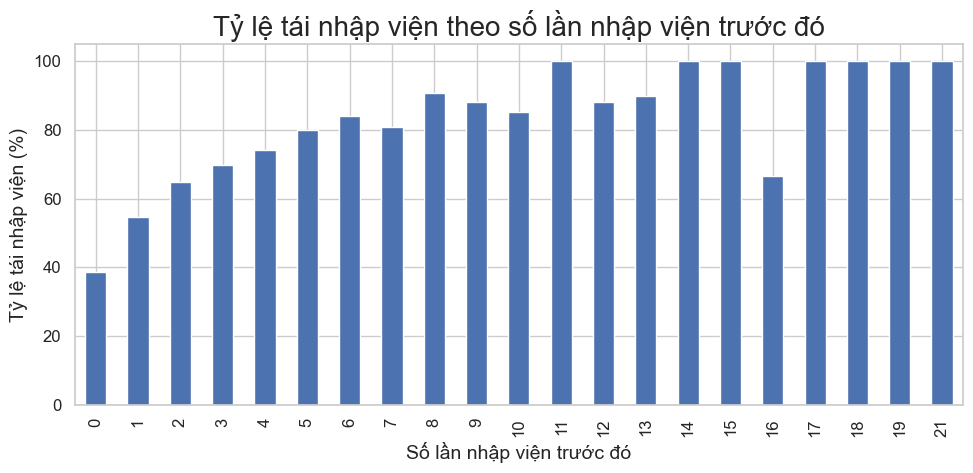 Tỷ lệ tái nhập viện theo số lần nhập viện trước đó
Tỷ lệ tái nhập viện (%)
100
80
60
40
20
0
0 1 2 3 4 5 6 7 8 9 10 11 12 13 14 15 16 17 18 19 21
Số lần nhập viện trước đó